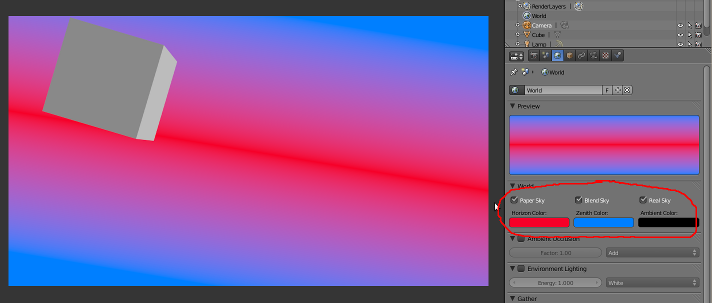 RenderLayers
World
Camera
Cube
Lamp
World
World F
Preview
World
Paper Sky Blend Sky Real Sky
Horizon Color: Zenith Color: Ambient Color:
Ambient Occlusion
Factor: 1.00 Add
Environment Lighting
Energy: 1.000 White
Gather